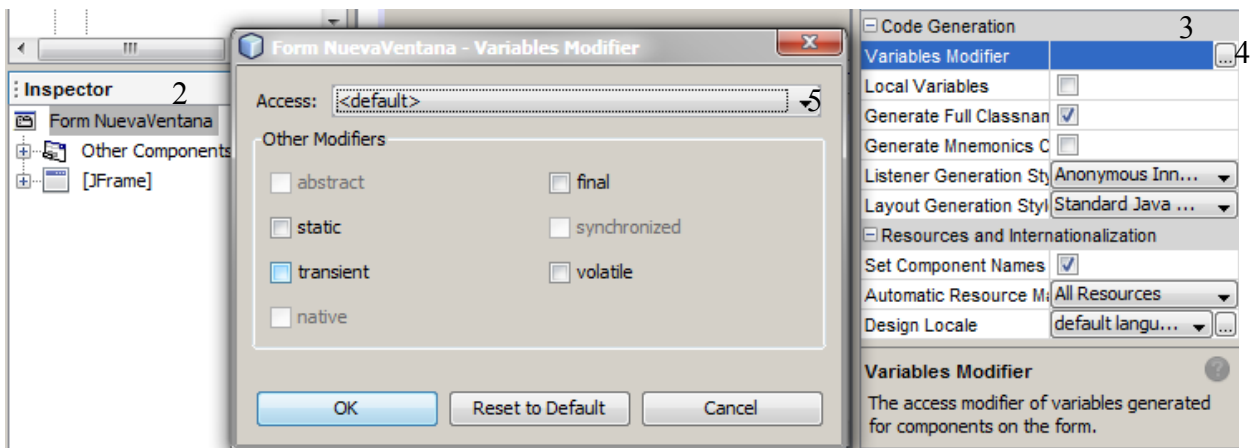 Form NuevaVentana - Variables Modifier
Access: <default> 5
Other Modifiers
abstract
final
static
synchronized
transient
volatile
native
OK Reset to Default Cancel
Inspector 2
Form NuevaVentana
Other Components
[JFrame]
Code Generation 3
Variables Modifier ... 4
Local Variables
Generate Full Classnan
Generate Mnemonics C
Listener Generation Sty Anonymous Inn...
Layout Generation Styl Standard Java ...
Resources and Internationalization
Set Component Names
Automatic Resource Ma All Resources
Design Locale default langu... ...
Variables Modifier ?
The access modifier of variables generated
for components on the form.